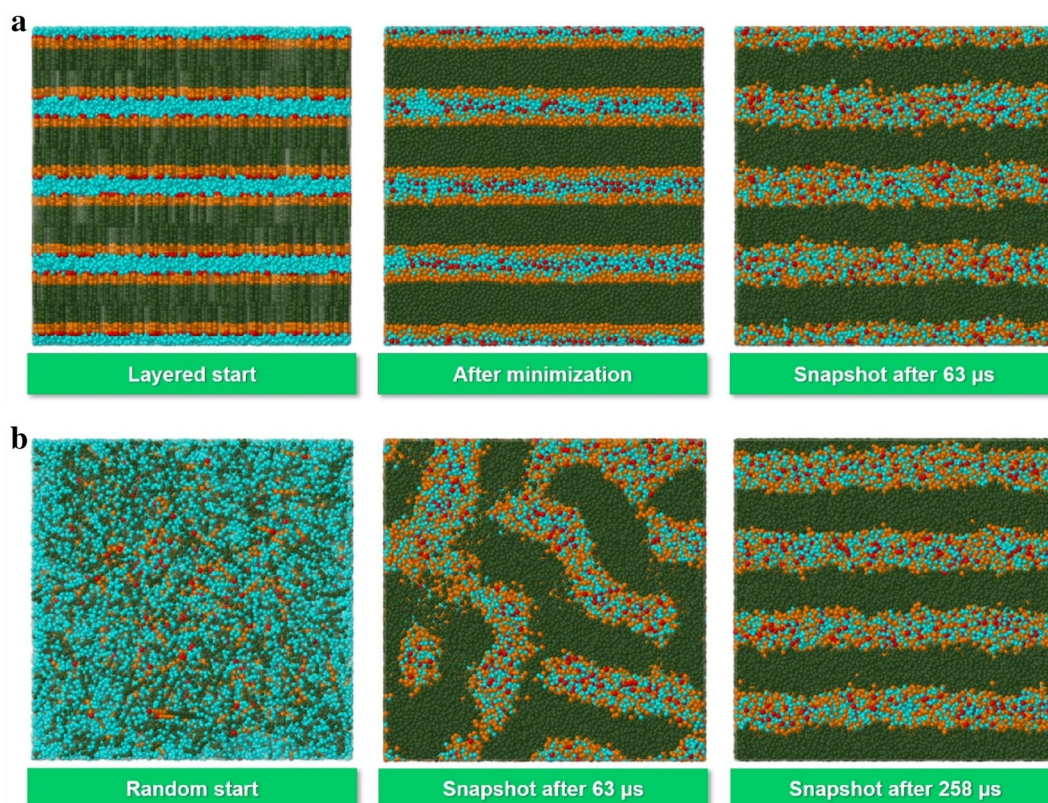 a
Layered start
After minimization
Snapshot after 63 µs
b
Random start
Snapshot after 63 µs
Snapshot after 258 µs